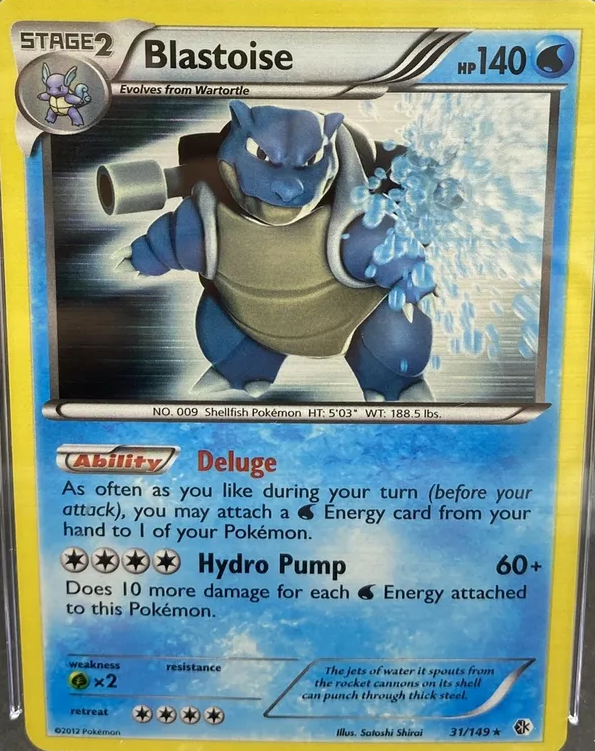 STAGE2
Blastoise
HP140
Evolves from Wartortle
NO. 009 Shellfish Pokémon HT: 5'03" WT: 188.5 lbs.
Ability Deluge
As often as you like during your turn (before your
attack), you may attach a Energy card from your
hand to 1 of your Pokémon.
Hydro Pump 60+
Does 10 more damage for each Energy attached
to this Pokémon.
weakness resistance
×2
The jets of water it spouts from
the rocket cannons on its shell
can punch through thick steel.
retreat
©2012 Pokémon
Illus. Satoshi Shirai
31/149★